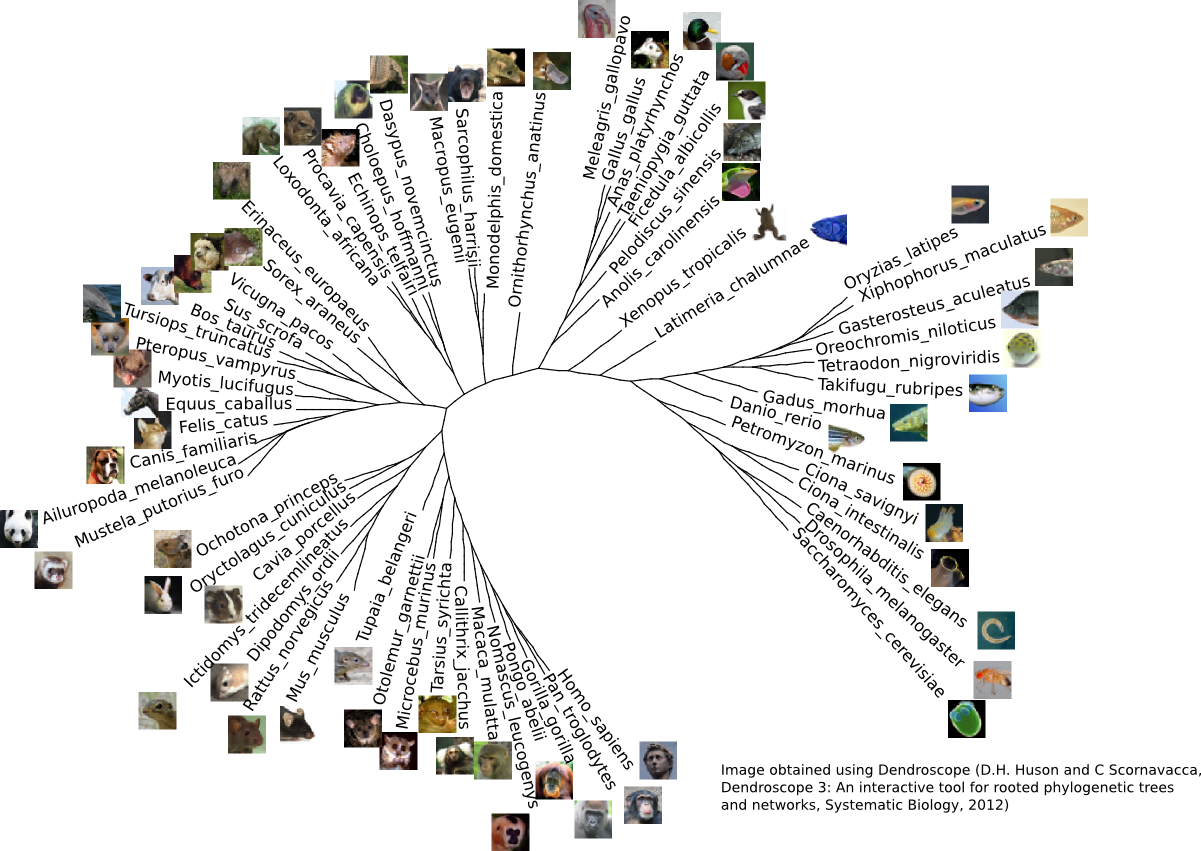 Meleagris_gallopavo
Gallus_gallus
Anas_platyrhynchos
Taeniopygia_guttata
Ficedula_albicollis
Pelodiscus_sinensis
Anolis_carolinensis
Xenopus_tropicalis
Latimeria_chalumnae
Oryzias_latipes
Xiphophorus_maculatus
Gasterosteus_aculeatus
Oreochromis_niloticus
Tetraodon_nigroviridis
Takifugu_rubripes
Gadus_morhua
Danio_rerio
Petromyzon_marinus
Ciona_savignyi
Ciona_intestinalis
Caenorhabditis_elegans
Drosophila_melanogaster
Saccharomyces_cerevisiae
Homo_sapiens
Pan_troglodytes
Gorilla_gorilla
Pongo_abelii
Nomascus_leucogenys
Macaca_mulatta
Callithrix_jacchus
Tarsius_syrichta
Microcebus_murinus
Otolemur_garnettii
Tupaia_belangeri
Mus_musculus
Rattus_norvegicus
Dipodomys_ordii
Ictidomys_tridecemlineatus
Cavia_porcellus
Oryctolagus_cuniculus
Ochotona_princeps
Mustela_putorius_furo
Ailuropoda_melanoleuca
Canis_familiaris
Felis_catus
Equus_caballus
Myotis_lucifugus
Pteropus_vampyrus
Tursiops_truncatus
Bos_taurus
Sus_scrofa
Vicugna_pacos
Sorex_araneus
Erinaceus_europaeus
Loxodonta_africana
Procavia_capensis
Echinops_telfairi
Choloepus_hoffmanni
Dasypus_novemcinctus
Macropus_eugenii
Sarcophilus_harrisii
Monodelphis_domestica
Ornithorhynchus_anatinus
Image obtained using Dendroscope (D.H. Huson and C Scornavacca,
Dendroscope 3: An interactive tool for rooted phylogenetic trees
and networks, Systematic Biology, 2012)